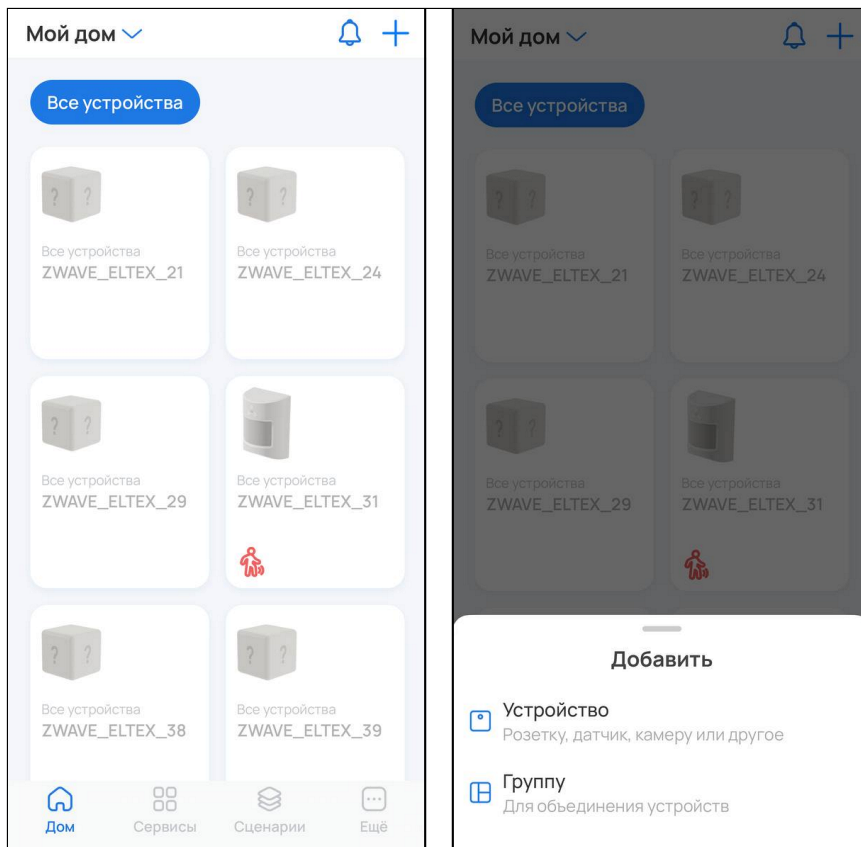 Мой дом
Все устройства
? ?
? ?
Все устройства
Все устройства
ZWAVE_ELTEX_21
ZWAVE_ELTEX_24
? ?
Все устройства
Все устройства
ZWAVE_ELTEX_29
ZWAVE_ELTEX_31
? ?
? ?
Все устройства
Все устройства
ZWAVE_ELTEX_38
ZWAVE_ELTEX_39
Дом
Сервисы
Сценарии
Ещё
Мой дом
Все устройства
? ?
? ?
Все устройства
Все устройства
ZWAVE_ELTEX_21
ZWAVE_ELTEX_24
? ?
Все устройства
Все устройства
ZWAVE_ELTEX_29
ZWAVE_ELTEX_31
Добавить
Устройство
Розетку, датчик, камеру или другое
Группу
Для объединения устройств